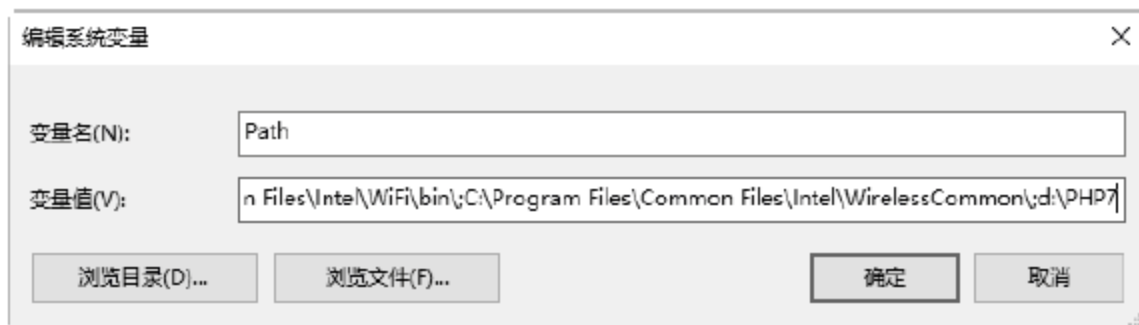 编辑系统变量
变量名(N): Path
变量值(V): n Files\Intel\WiFi\bin\;C:\Program Files\Common Files\Intel\WirelessCommon\;d:\PHP7
浏览目录(D)... 浏览文件(F)... 确定 取消